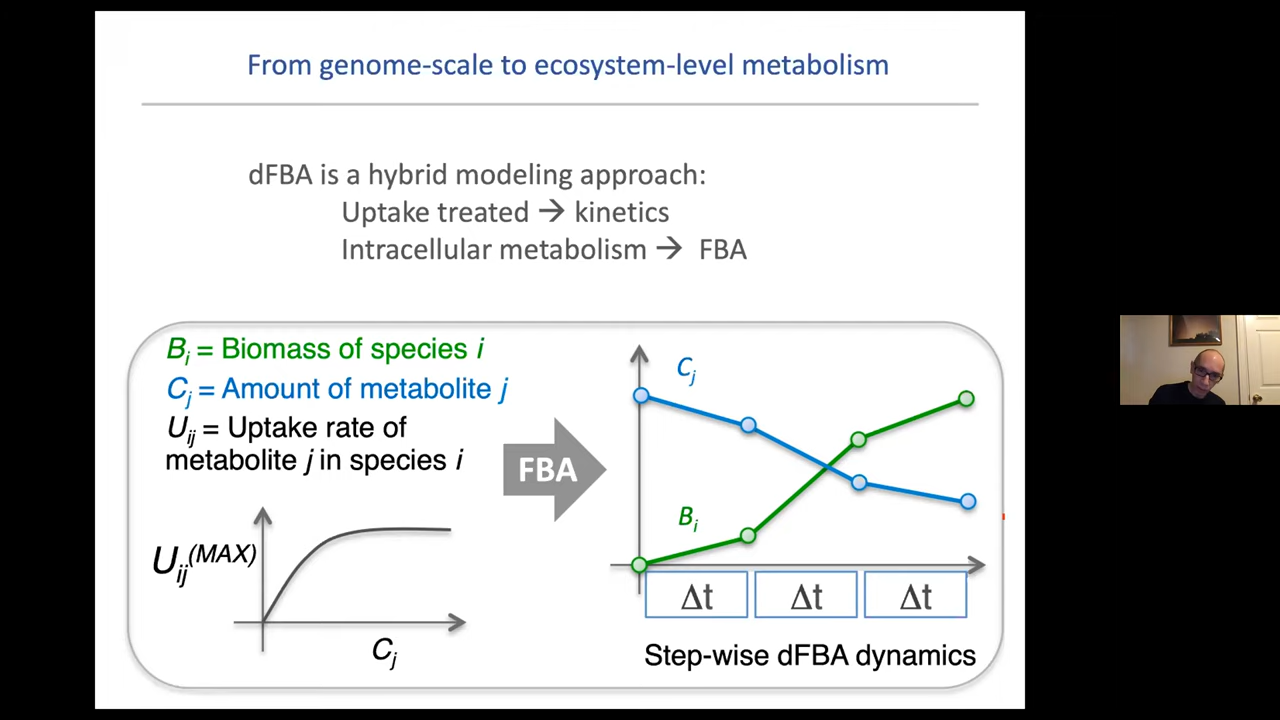 From genome-scale to ecosystem-level metabolism
dFBA is a hybrid modeling approach:
Uptake treated → kinetics
Intracellular metabolism → FBA
Bi = Biomass of species i
Cj = Amount of metabolite j
Uij = Uptake rate of
metabolite j in species i
Uij(MAX)
Cj
FBA
Cj
Bi
Δt Δt Δt
Step-wise dFBA dynamics